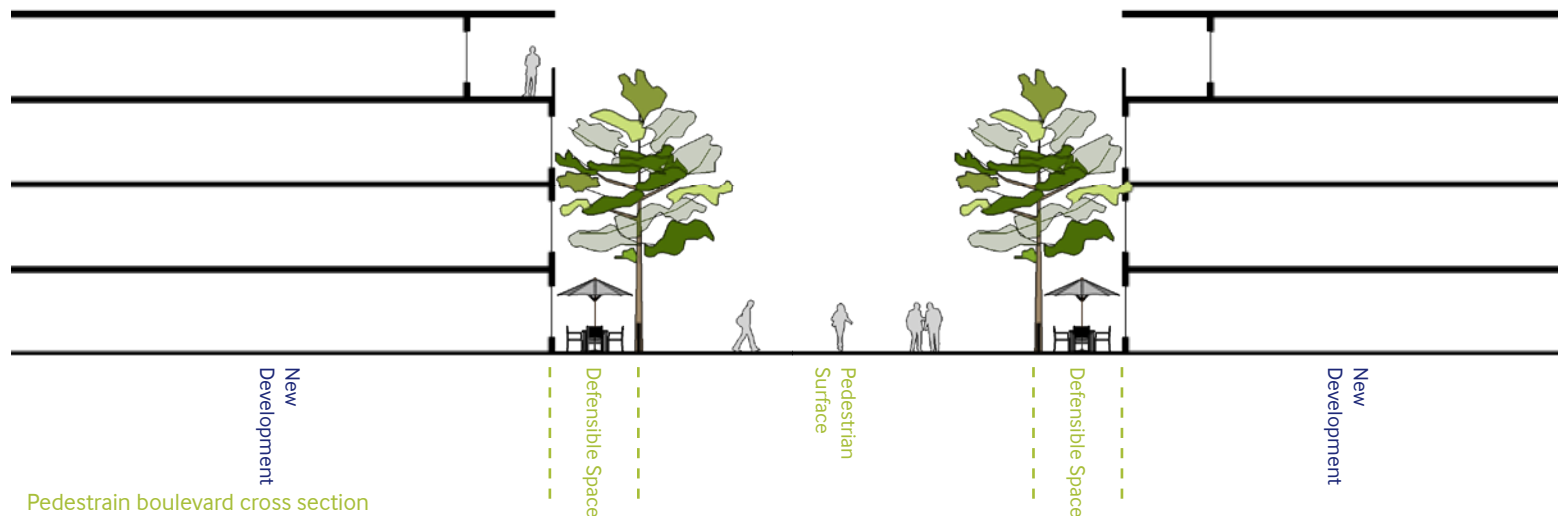 New
Development
Defensible Space
Pedestrian
Surface
Defensible Space
New
Development
Pedestrain boulevard cross section